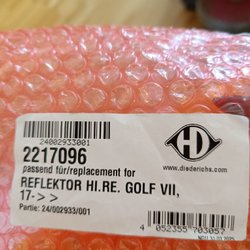 24002933001
2217096
passend für/replacement for
REFLEKTOR HI.RE. GOLF VII,
17-> >
Partie: 24/002933/001
HD
www.diederichs.com
4 052355 703057